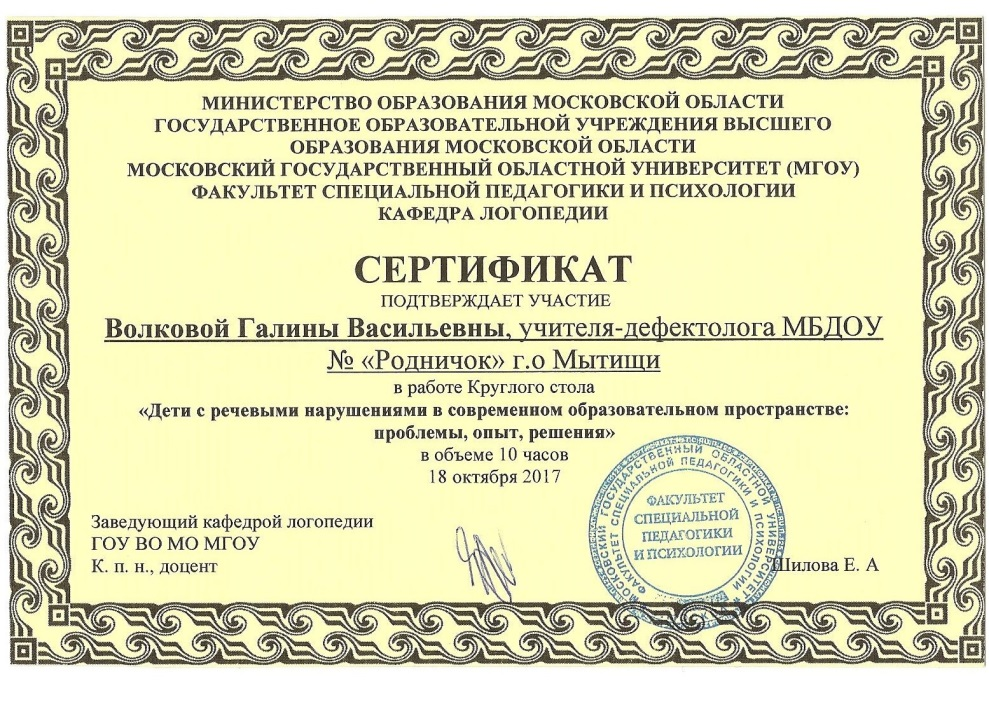 МИНИСТЕРСТВО ОБРАЗОВАНИЯ МОСКОВСКОЙ ОБЛАСТИ
ГОСУДАРСТВЕННОЕ ОБРАЗОВАТЕЛЬНОЙ УЧРЕЖДЕНИЯ ВЫСШЕГО
ОБРАЗОВАНИЯ МОСКОВСКОЙ ОБЛАСТИ
МОСКОВСКИЙ ГОСУДАРСТВЕННЫЙ ОБЛАСТНОЙ УНИВЕРСИТЕТ (МГОУ)
ФАКУЛЬТЕТ СПЕЦИАЛЬНОЙ ПЕДАГОГИКИ И ПСИХОЛОГИИ
КАФЕДРА ЛОГОПЕДИИ
СЕРТИФИКАТ
ПОДТВЕРЖДАЕТ УЧАСТИЕ
Волковой Галины Васильевны, учителя-дефектолога МБДОУ
№ «Родничок» г.о Мытищи
в работе Круглого стола
«Дети с речевыми нарушениями в современном образовательном пространстве:
проблемы, опыт, решения»
в объеме 10 часов
18 октября 2017
Заведующий кафедрой логопедии
ГОУ ВО МО МГОУ
К. п. н., доцент
Шилова Е. А
МОСКОВСКИЙ ГОСУДАРСТВЕННЫЙ ОБЛАСТНОЙ УНИВЕРСИТЕТ
ФАКУЛЬТЕТ СПЕЦИАЛЬНОЙ ПЕДАГОГИКИ И ПСИХОЛОГИИ
ФАКУЛЬТЕТ
СПЕЦИАЛЬНОЙ
ПЕДАГОГИКИ
И ПСИХОЛОГИИ